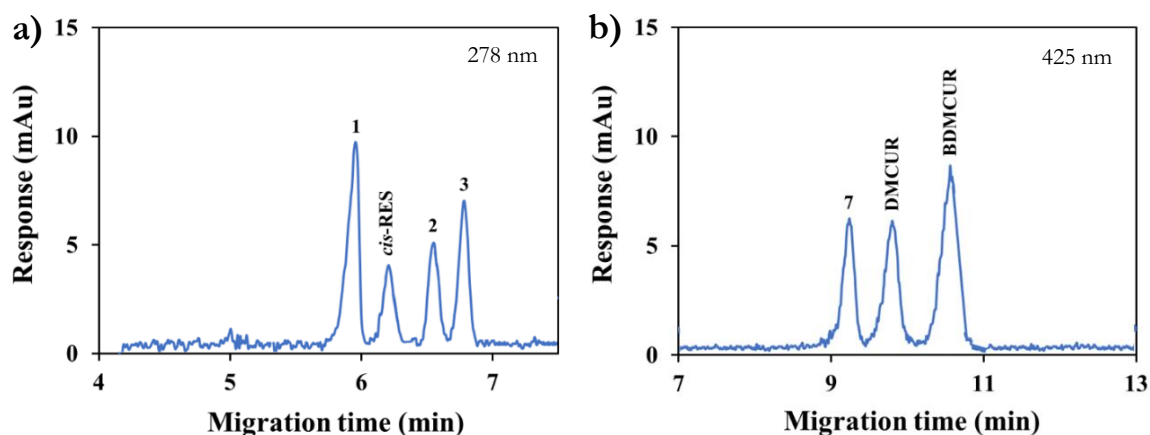 a)
278 nm
15
10
5
0
Response (mAu)
1
cis-RES
2
3
4
5
6
7
Migration time (min)
b)
425 nm
15
10
5
0
Response (mAu)
7
DMCUR
BDMCUR
7
9
11
13
Migration time (min)